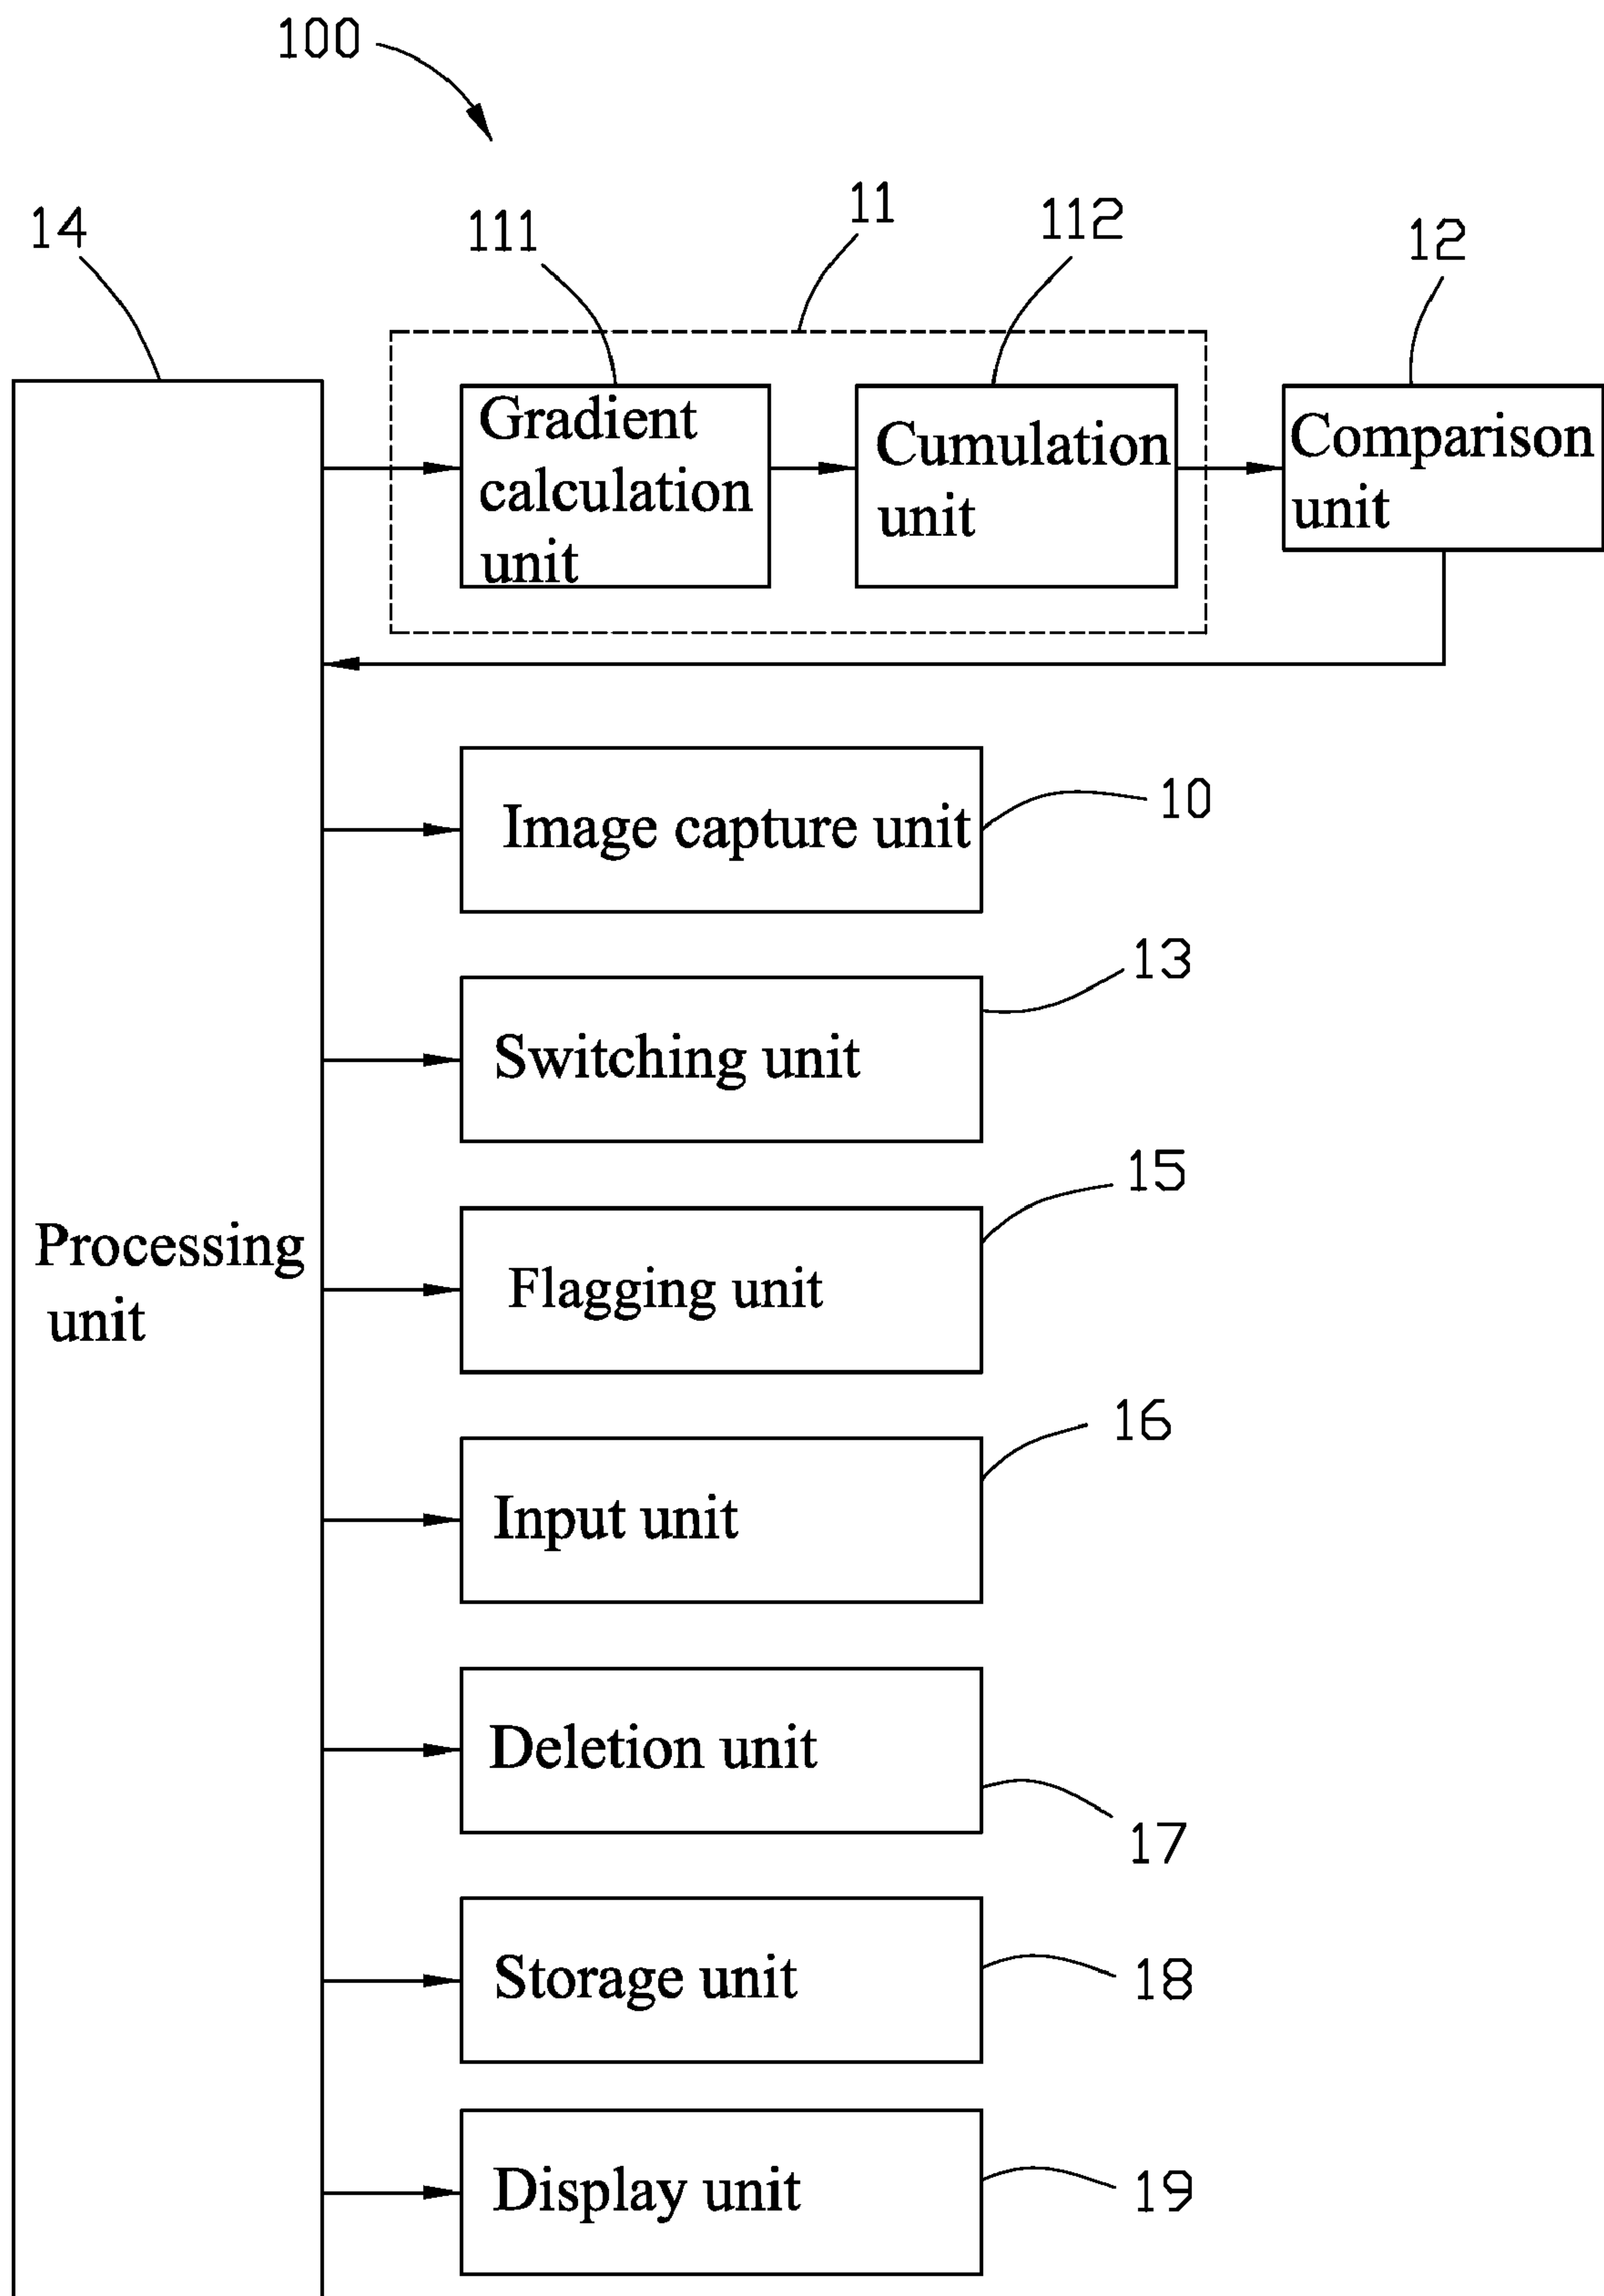 100
14
111
11
112
12
Gradient
calculation
unit
Cumulation
unit
Comparison
unit
Image capture unit
10
Switching unit
13
Processing
unit
Flagging unit
15
Input unit
16
Deletion unit
17
Storage unit
18
Display unit
19